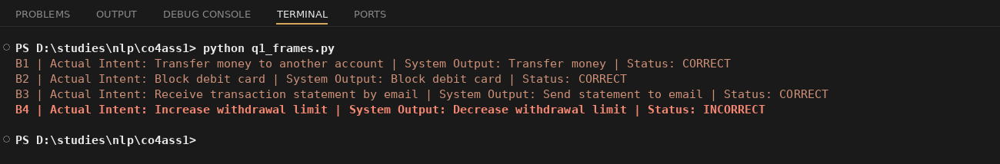 PROBLEMS OUTPUT DEBUG CONSOLE TERMINAL PORTS
PS D:\studies\nlp\co4ass1> python q1_frames.py
B1 | Actual Intent: Transfer money to another account | System Output: Transfer money | Status: CORRECT
B2 | Actual Intent: Block debit card | System Output: Block debit card | Status: CORRECT
B3 | Actual Intent: Receive transaction statement by email | System Output: Send statement to email | Status: CORRECT
B4 | Actual Intent: Increase withdrawal limit | System Output: Decrease withdrawal limit | Status: INCORRECT
PS D:\studies\nlp\co4ass1>